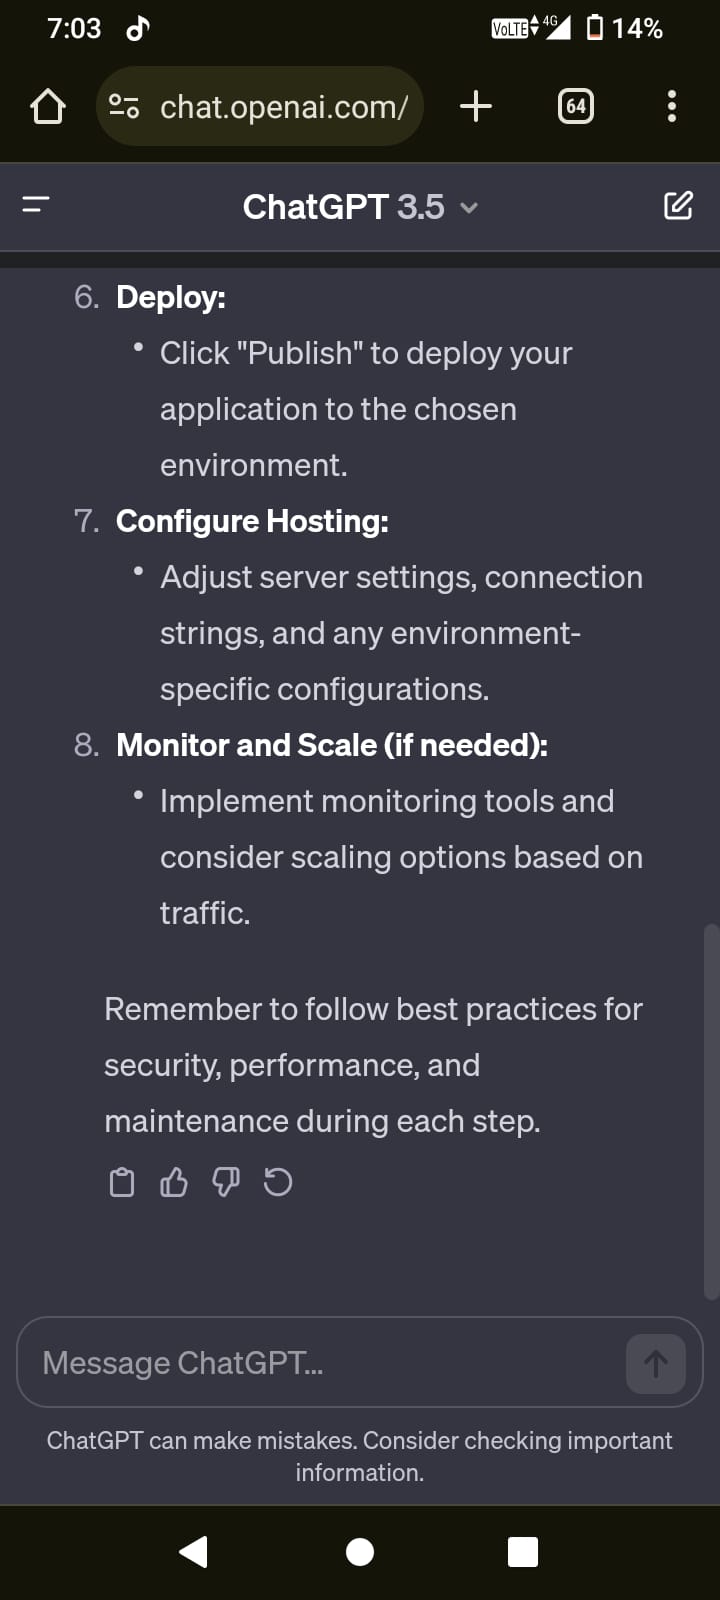 7:03 VoLTE 4G 14%
chat.openai.com/ 64
ChatGPT 3.5
6. Deploy:
• Click "Publish" to deploy your
application to the chosen
environment.
7. Configure Hosting:
• Adjust server settings, connection
strings, and any environment-
specific configurations.
8. Monitor and Scale (if needed):
• Implement monitoring tools and
consider scaling options based on
traffic.
Remember to follow best practices for
security, performance, and
maintenance during each step.
Message ChatGPT...
ChatGPT can make mistakes. Consider checking important
information.